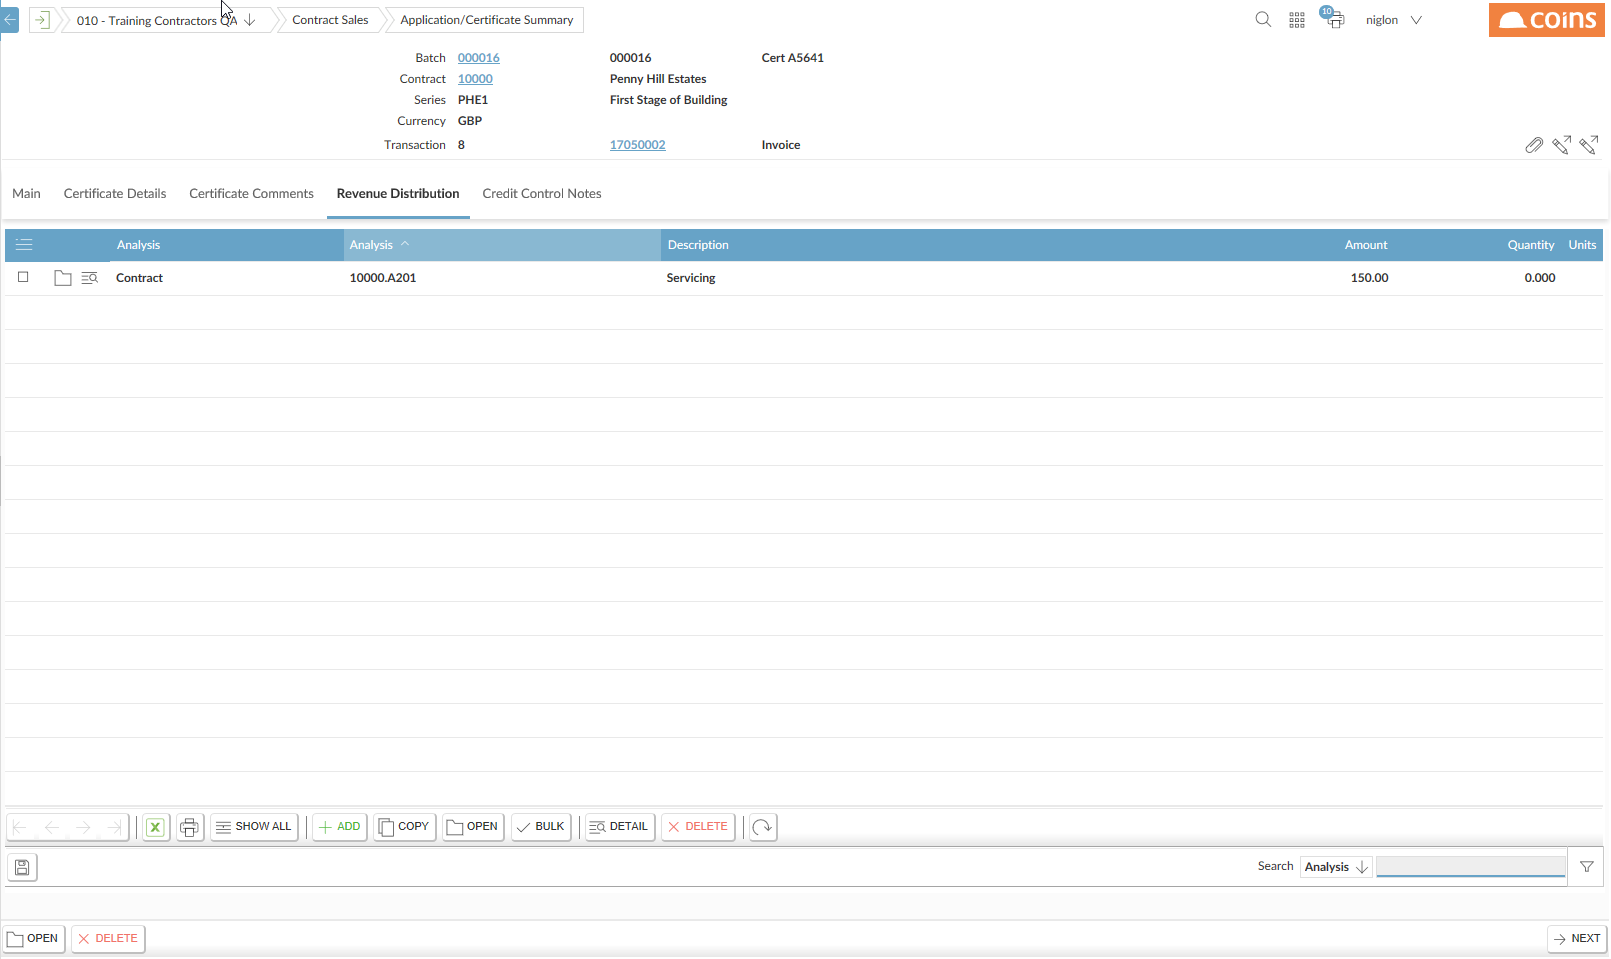 010 - Training Contractors QA Contract Sales Application/Certificate Summary 10 niglon coins
Batch 000016 000016 Cert A5641
Contract 10000 Penny Hill Estates
Series PHE1 First Stage of Building
Currency GBP
Transaction 8 17050002 Invoice
Main Certificate Details Certificate Comments Revenue Distribution Credit Control Notes
Analysis Analysis Description Amount Quantity Units
Contract 10000.A201 Servicing 150.00 0.000
SHOW ALL ADD COPY OPEN BULK DETAIL DELETE
Search Analysis
OPEN DELETE NEXT